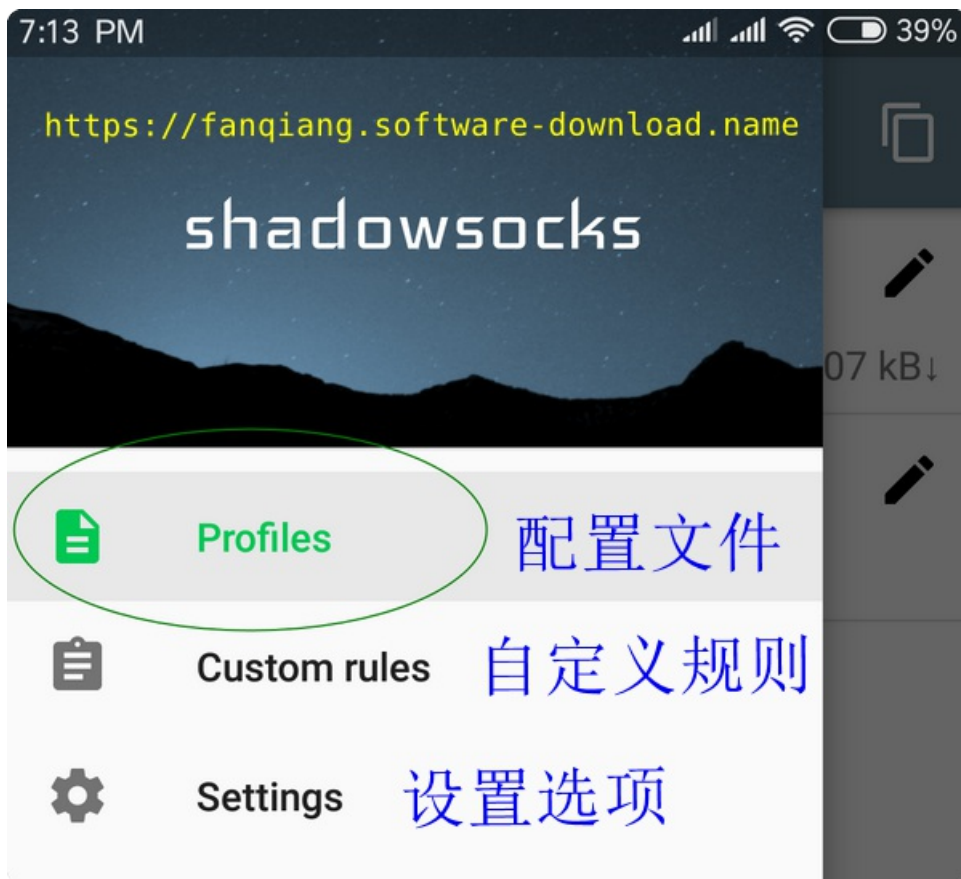 7:13 PM 39%
https://fanqiang.software-download.name
shadowsocks
07 kB↓
Profiles 配置文件
Custom rules 自定义规则
Settings 设置选项